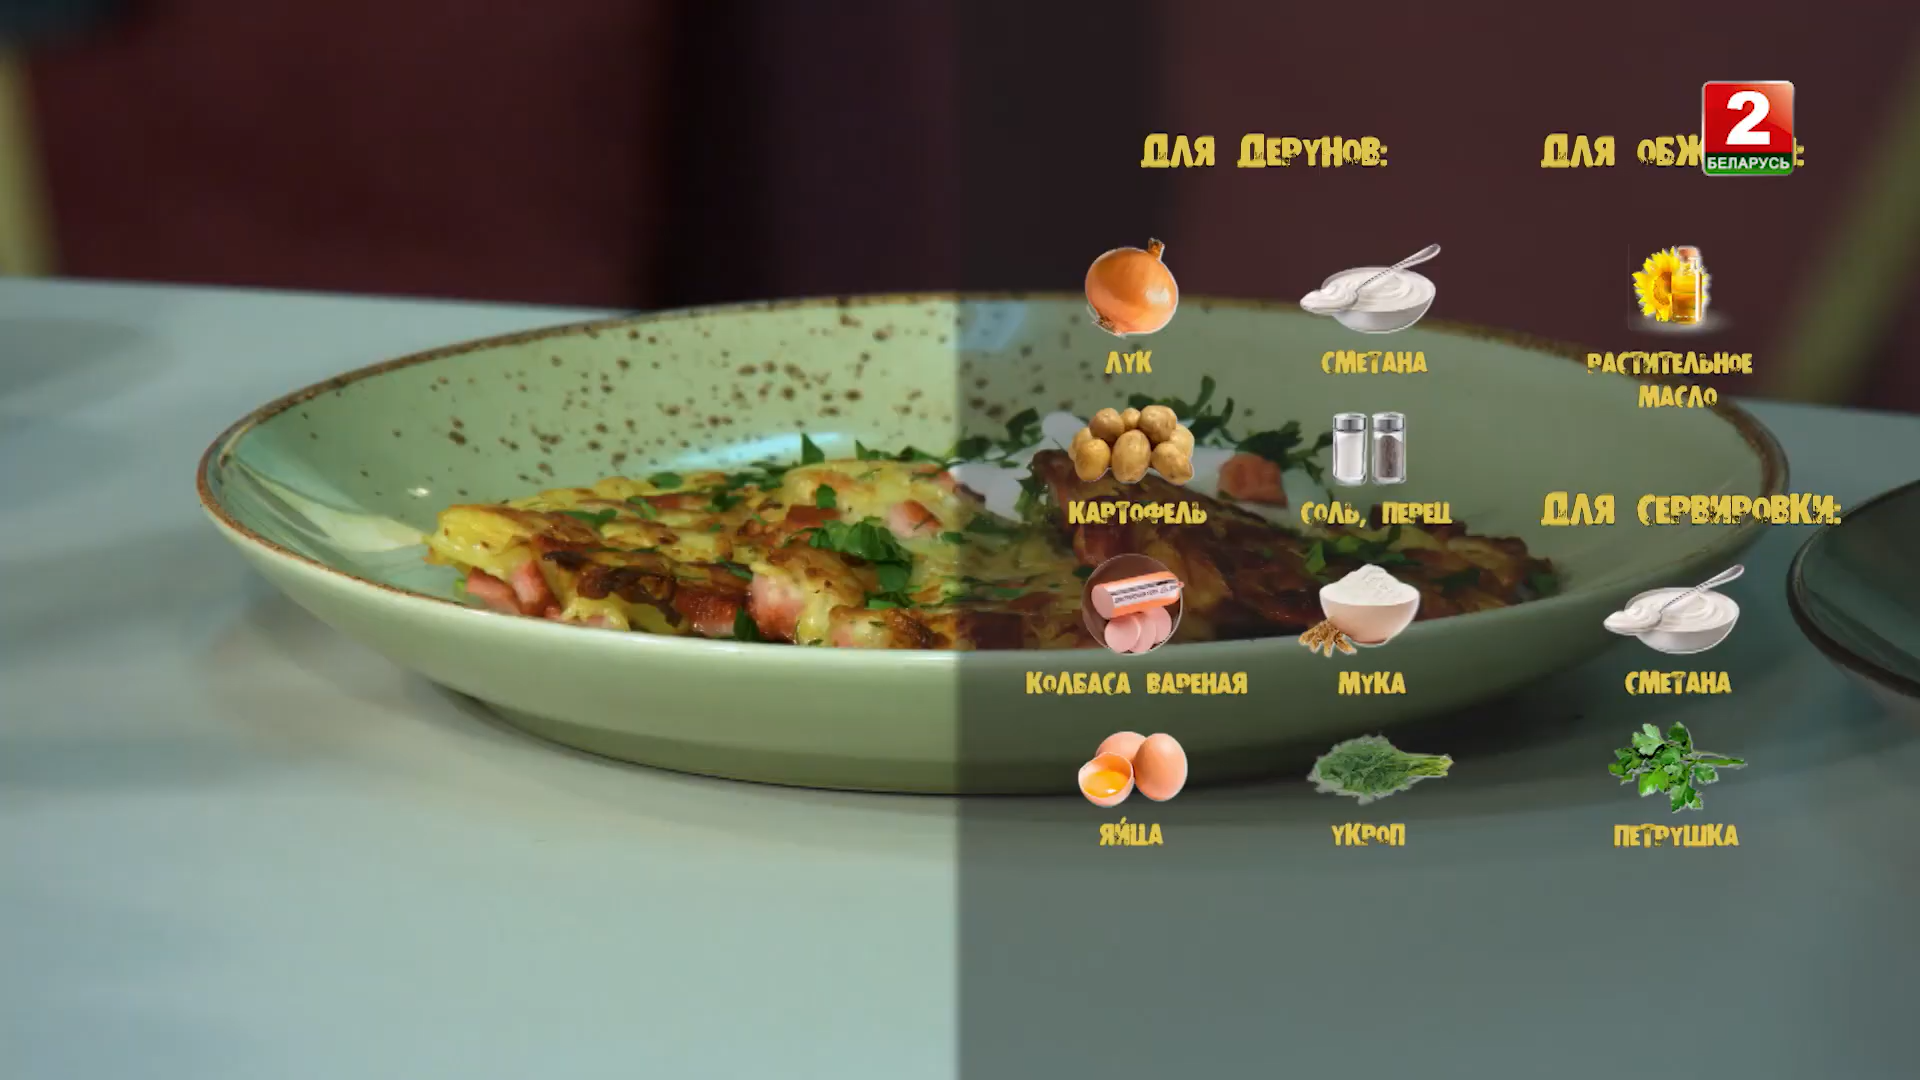 ДЛЯ ДЕРУНОВ:
ЛУК
СМЕТАНА
КАРТОФЕЛЬ
СОЛЬ, ПЕРЕЦ
КОЛБАСА ВАРЕНАЯ
МУКА
ЯЙЦА
УКРОП
ДЛЯ
РАСТИТЕЛЬНОЕ
МАСЛО
ДЛЯ СЕРВИРОВКИ:
СМЕТАНА
ПЕТРУШКА
2
БЕЛАРУСЬ